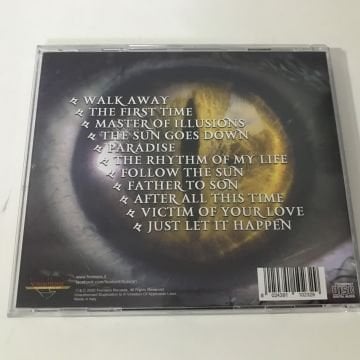 WALK AWAY
THE FIRST TIME
MASTER OF ILLUSIONS
THE SUN GOES DOWN
PARADISE
THE RHYTHM OF MY LIFE
FOLLOW THE SUN
FATHER TO SON
AFTER ALL THIS TIME
VICTIM OF YOUR LOVE
JUST LET IT HAPPEN